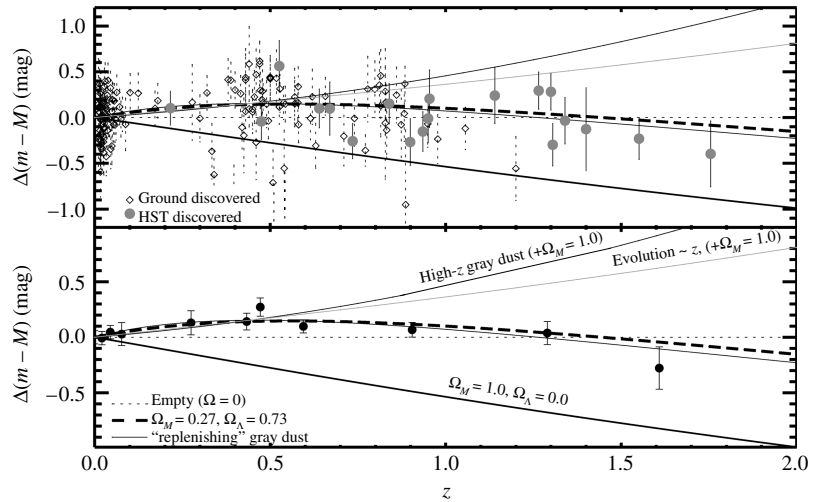 Δ(m − M) (mag)
1.0
0.5
0.0
−0.5
−1.0
Ground discovered
HST discovered
Δ(m − M) (mag)
0.5
0.0
−0.5
High-z gray dust (+Ω_M = 1.0)
Evolution ~ z, (+Ω_M = 1.0)
Ω_M = 1.0, Ω_Λ = 0.0
Empty (Ω = 0)
Ω_M = 0.27, Ω_Λ = 0.73
“replenishing” gray dust
0.0 0.5 1.0 1.5 2.0
z